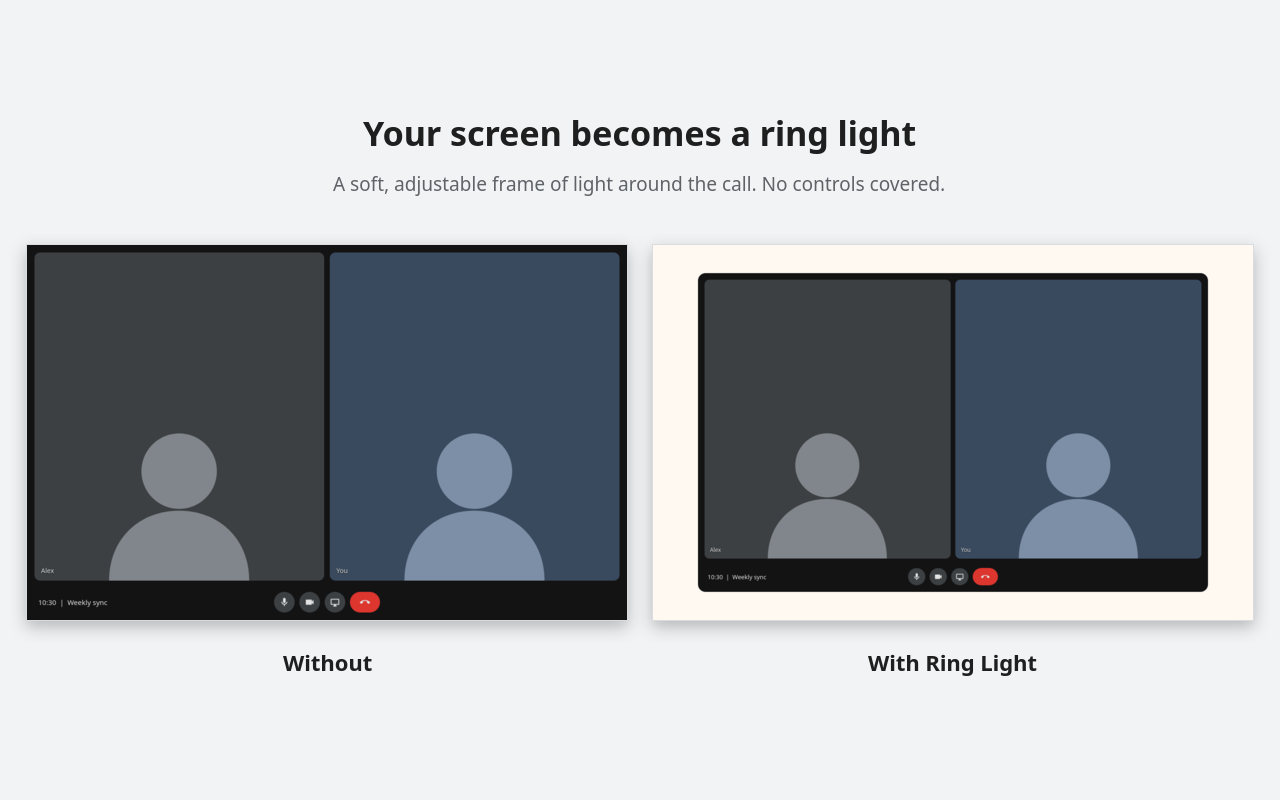 Your screen becomes a ring light
A soft, adjustable frame of light around the call. No controls covered.
Alex
You
10:30 | Weekly sync
Alex
You
10:30 | Weekly sync
Without
With Ring Light